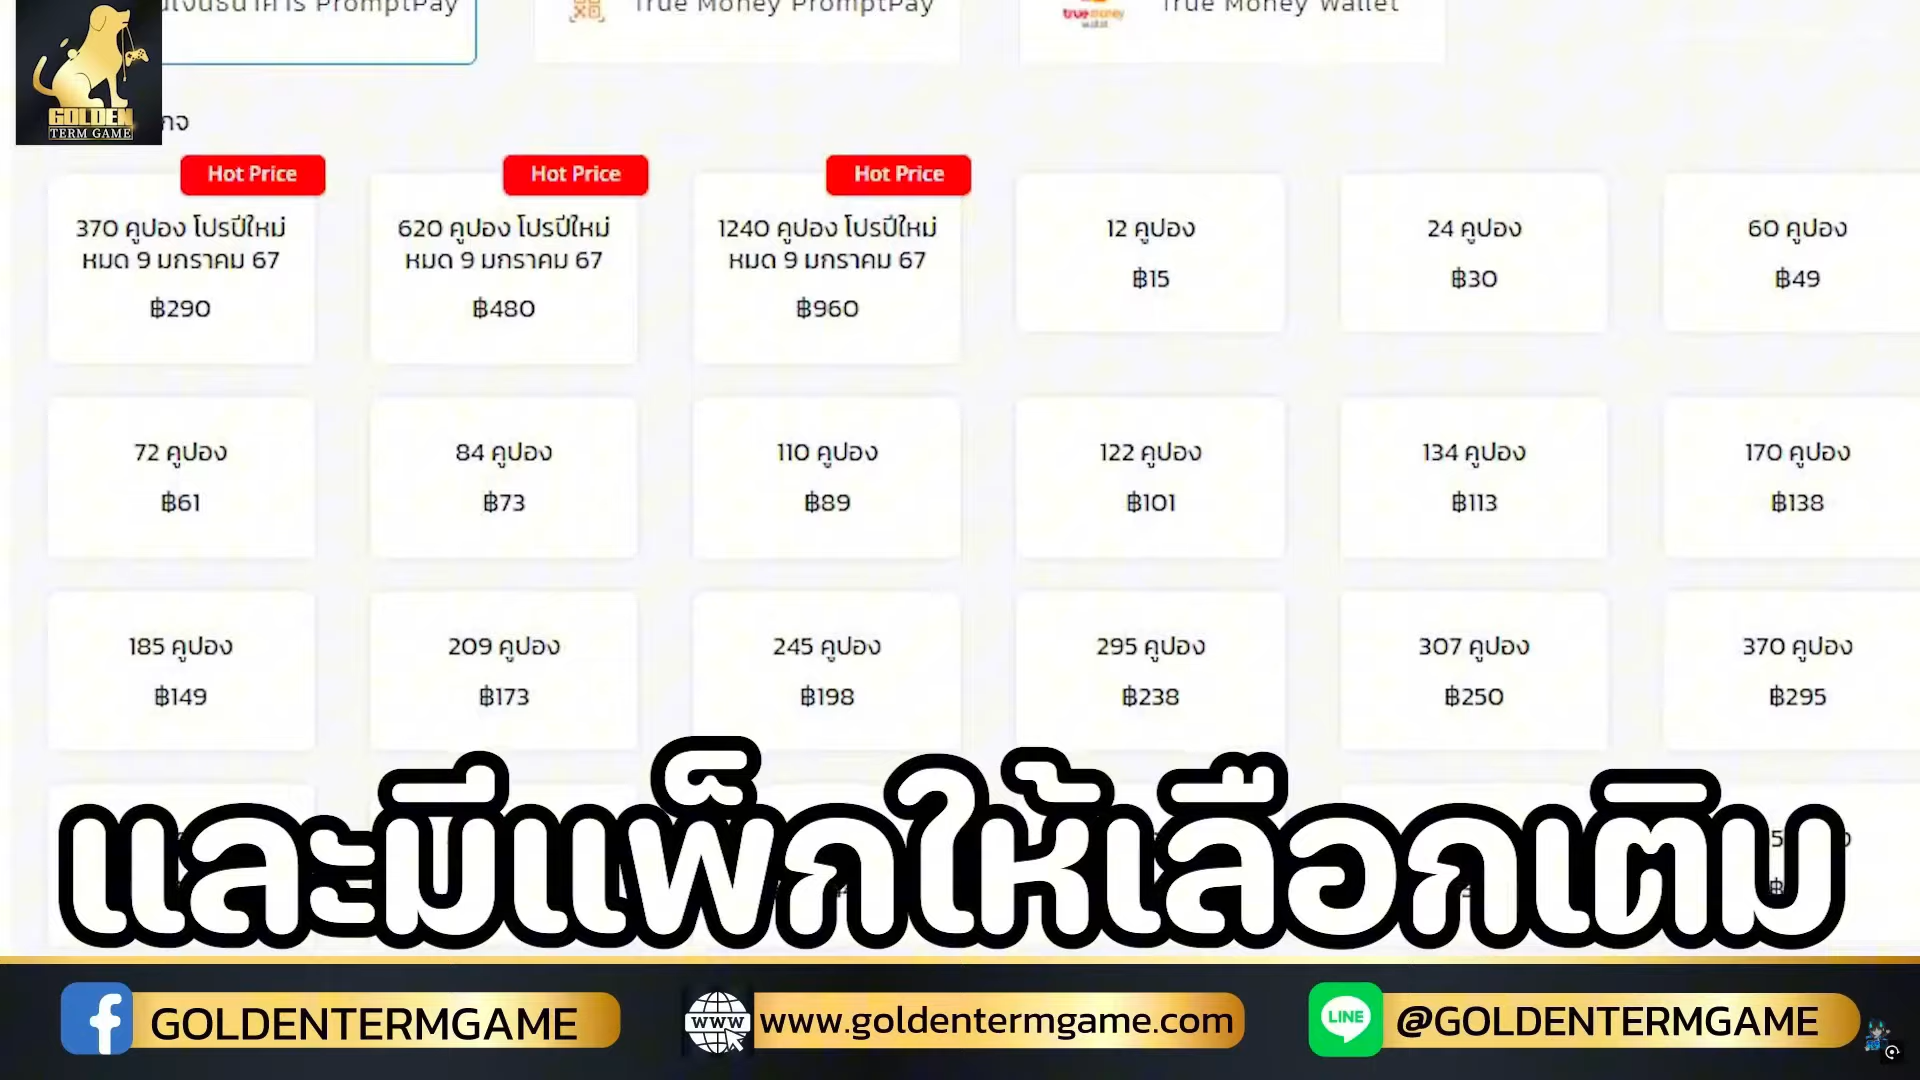 PromptPay
True Money PromptPay
true money
wallet
True Money Wallet
GOLDEN
TERM GAME
Hot Price
Hot Price
Hot Price
370 คูปอง โปรปีใหม่
หมด 9 มกราคม 67
฿290
620 คูปอง โปรปีใหม่
หมด 9 มกราคม 67
฿480
1240 คูปอง โปรปีใหม่
หมด 9 มกราคม 67
฿960
12 คูปอง
฿15
24 คูปอง
฿30
60 คูปอง
฿49
72 คูปอง
฿61
84 คูปอง
฿73
110 คูปอง
฿89
122 คูปอง
฿101
134 คูปอง
฿113
170 คูปอง
฿138
185 คูปอง
฿149
209 คูปอง
฿173
245 คูปอง
฿198
295 คูปอง
฿238
307 คูปอง
฿250
370 คูปอง
฿295
และมีแพ็กให้เลือกเติม
GOLDENTERMGAME
www
www.goldentermgame.com
LINE
@GOLDENTERMGAME